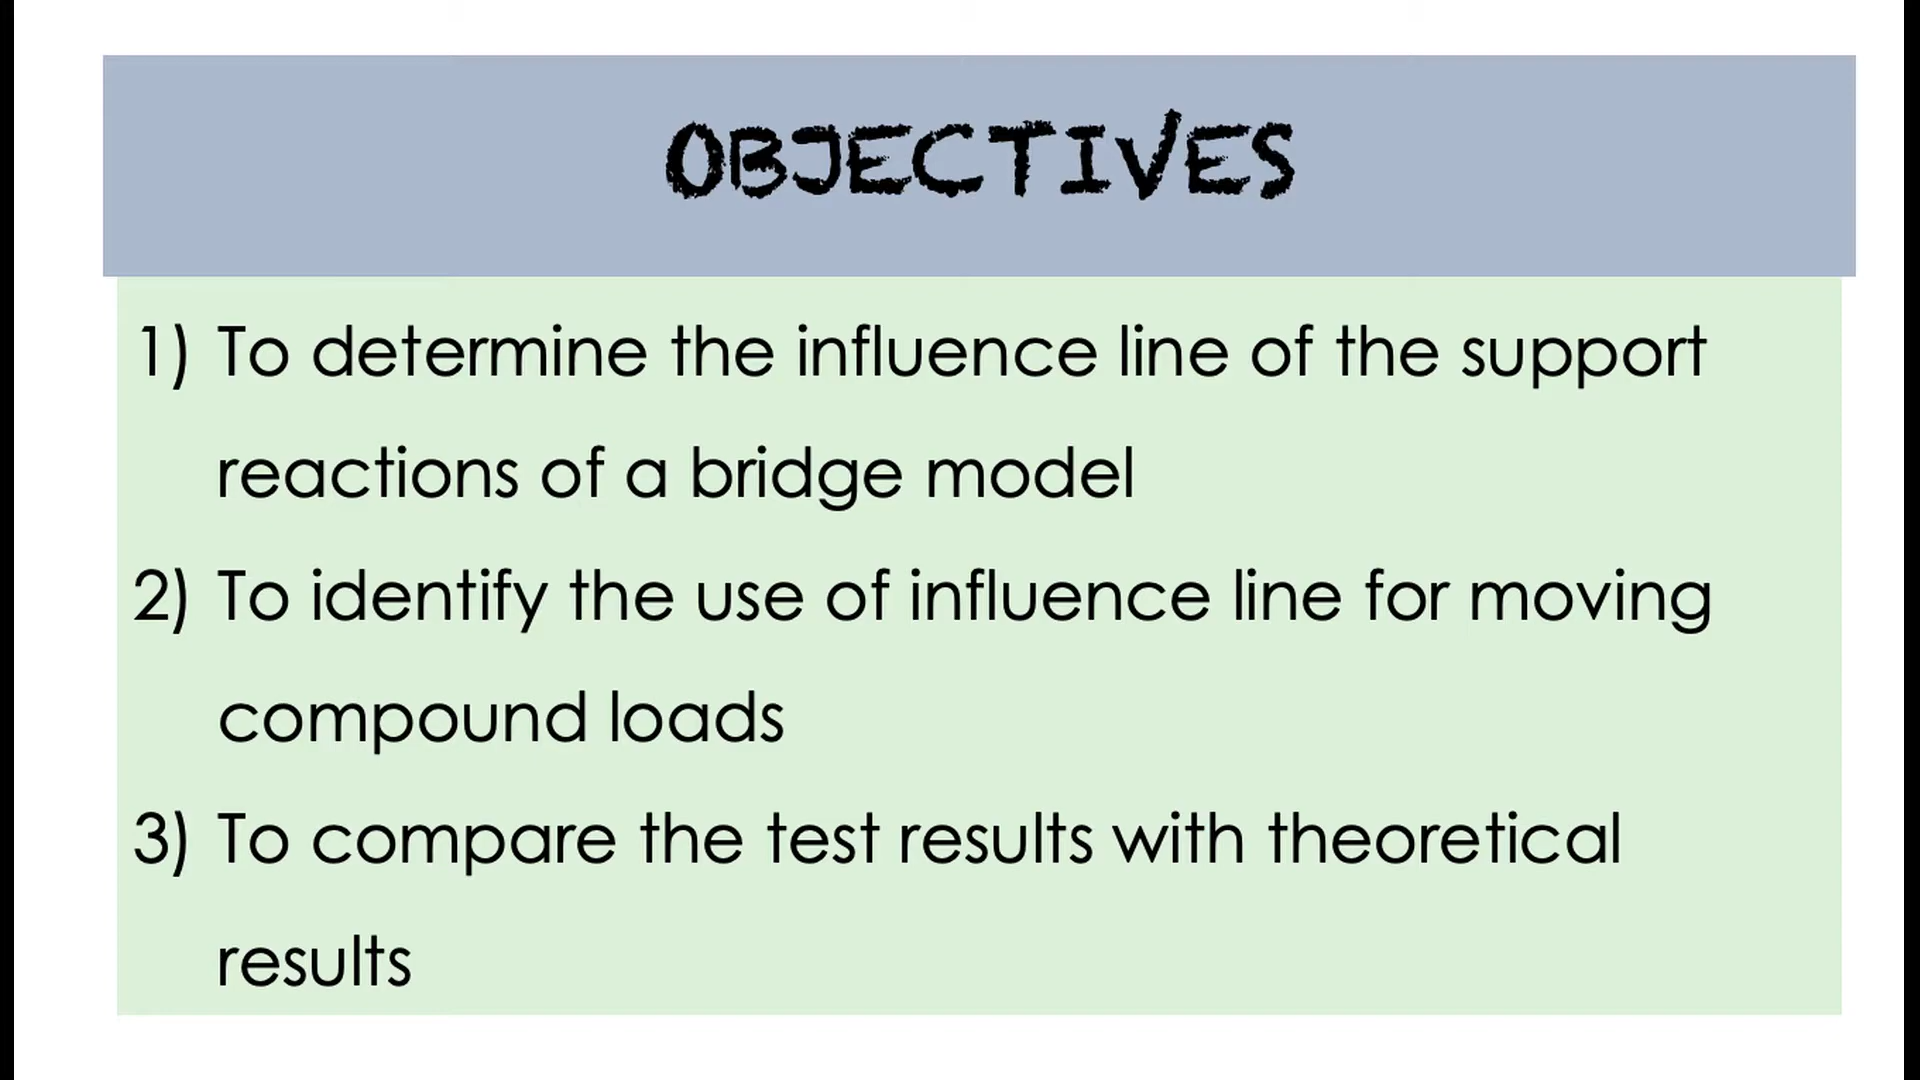 OBJECTIVES
1) To determine the influence line of the support
reactions of a bridge model
2) To identify the use of influence line for moving
compound loads
3) To compare the test results with theoretical
results